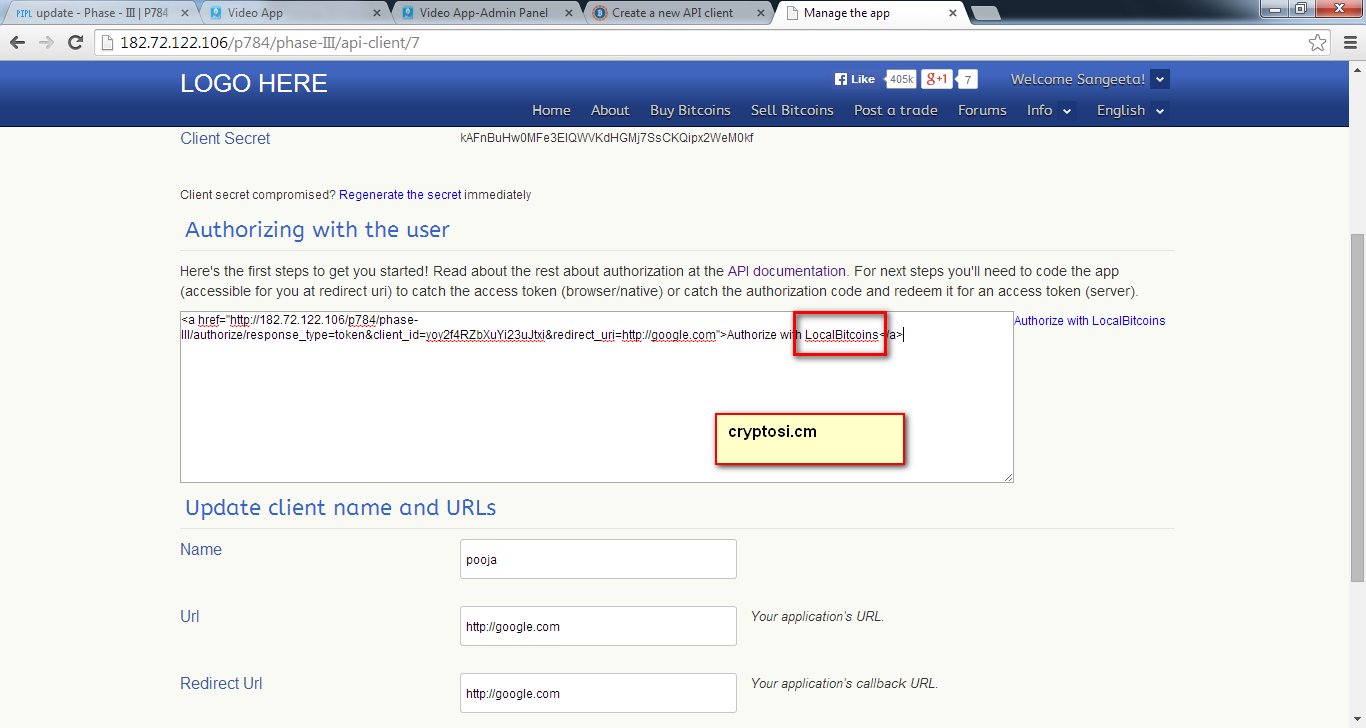 PIPL update - Phase - III | P784
Video App
Video App-Admin Panel
Create a new API client
Manage the app
182.72.122.106/p784/phase-III/api-client/7
LOGO HERE
Like 405k g+1 7
Welcome Sangeeta!
Home About Buy Bitcoins Sell Bitcoins Post a trade Forums Info English
Client Secret
kAFnBuHw0MFe3EIQWVKdHGMj7SsCKQipx2WeM0kf
Client secret compromised? Regenerate the secret immediately
Authorizing with the user
Here's the first steps to get you started! Read about the rest about authorization at the API documentation. For next steps you'll need to code the app
(accessible for you at redirect uri) to catch the access token (browser/native) or catch the authorization code and redeem it for an access token (server).
<a href="http://182.72.122.106/p784/phase-
III/authorize/response_type=token&client_id=yoy2f4RZbXuYi23uJtxi&redirect_uri=http://google.com">Authorize with LocalBitcoins</a>
Authorize with LocalBitcoins
cryptosi.cm
Update client name and URLs
Name
pooja
Url
http://google.com
Your application's URL.
Redirect Url
http://google.com
Your application's callback URL.